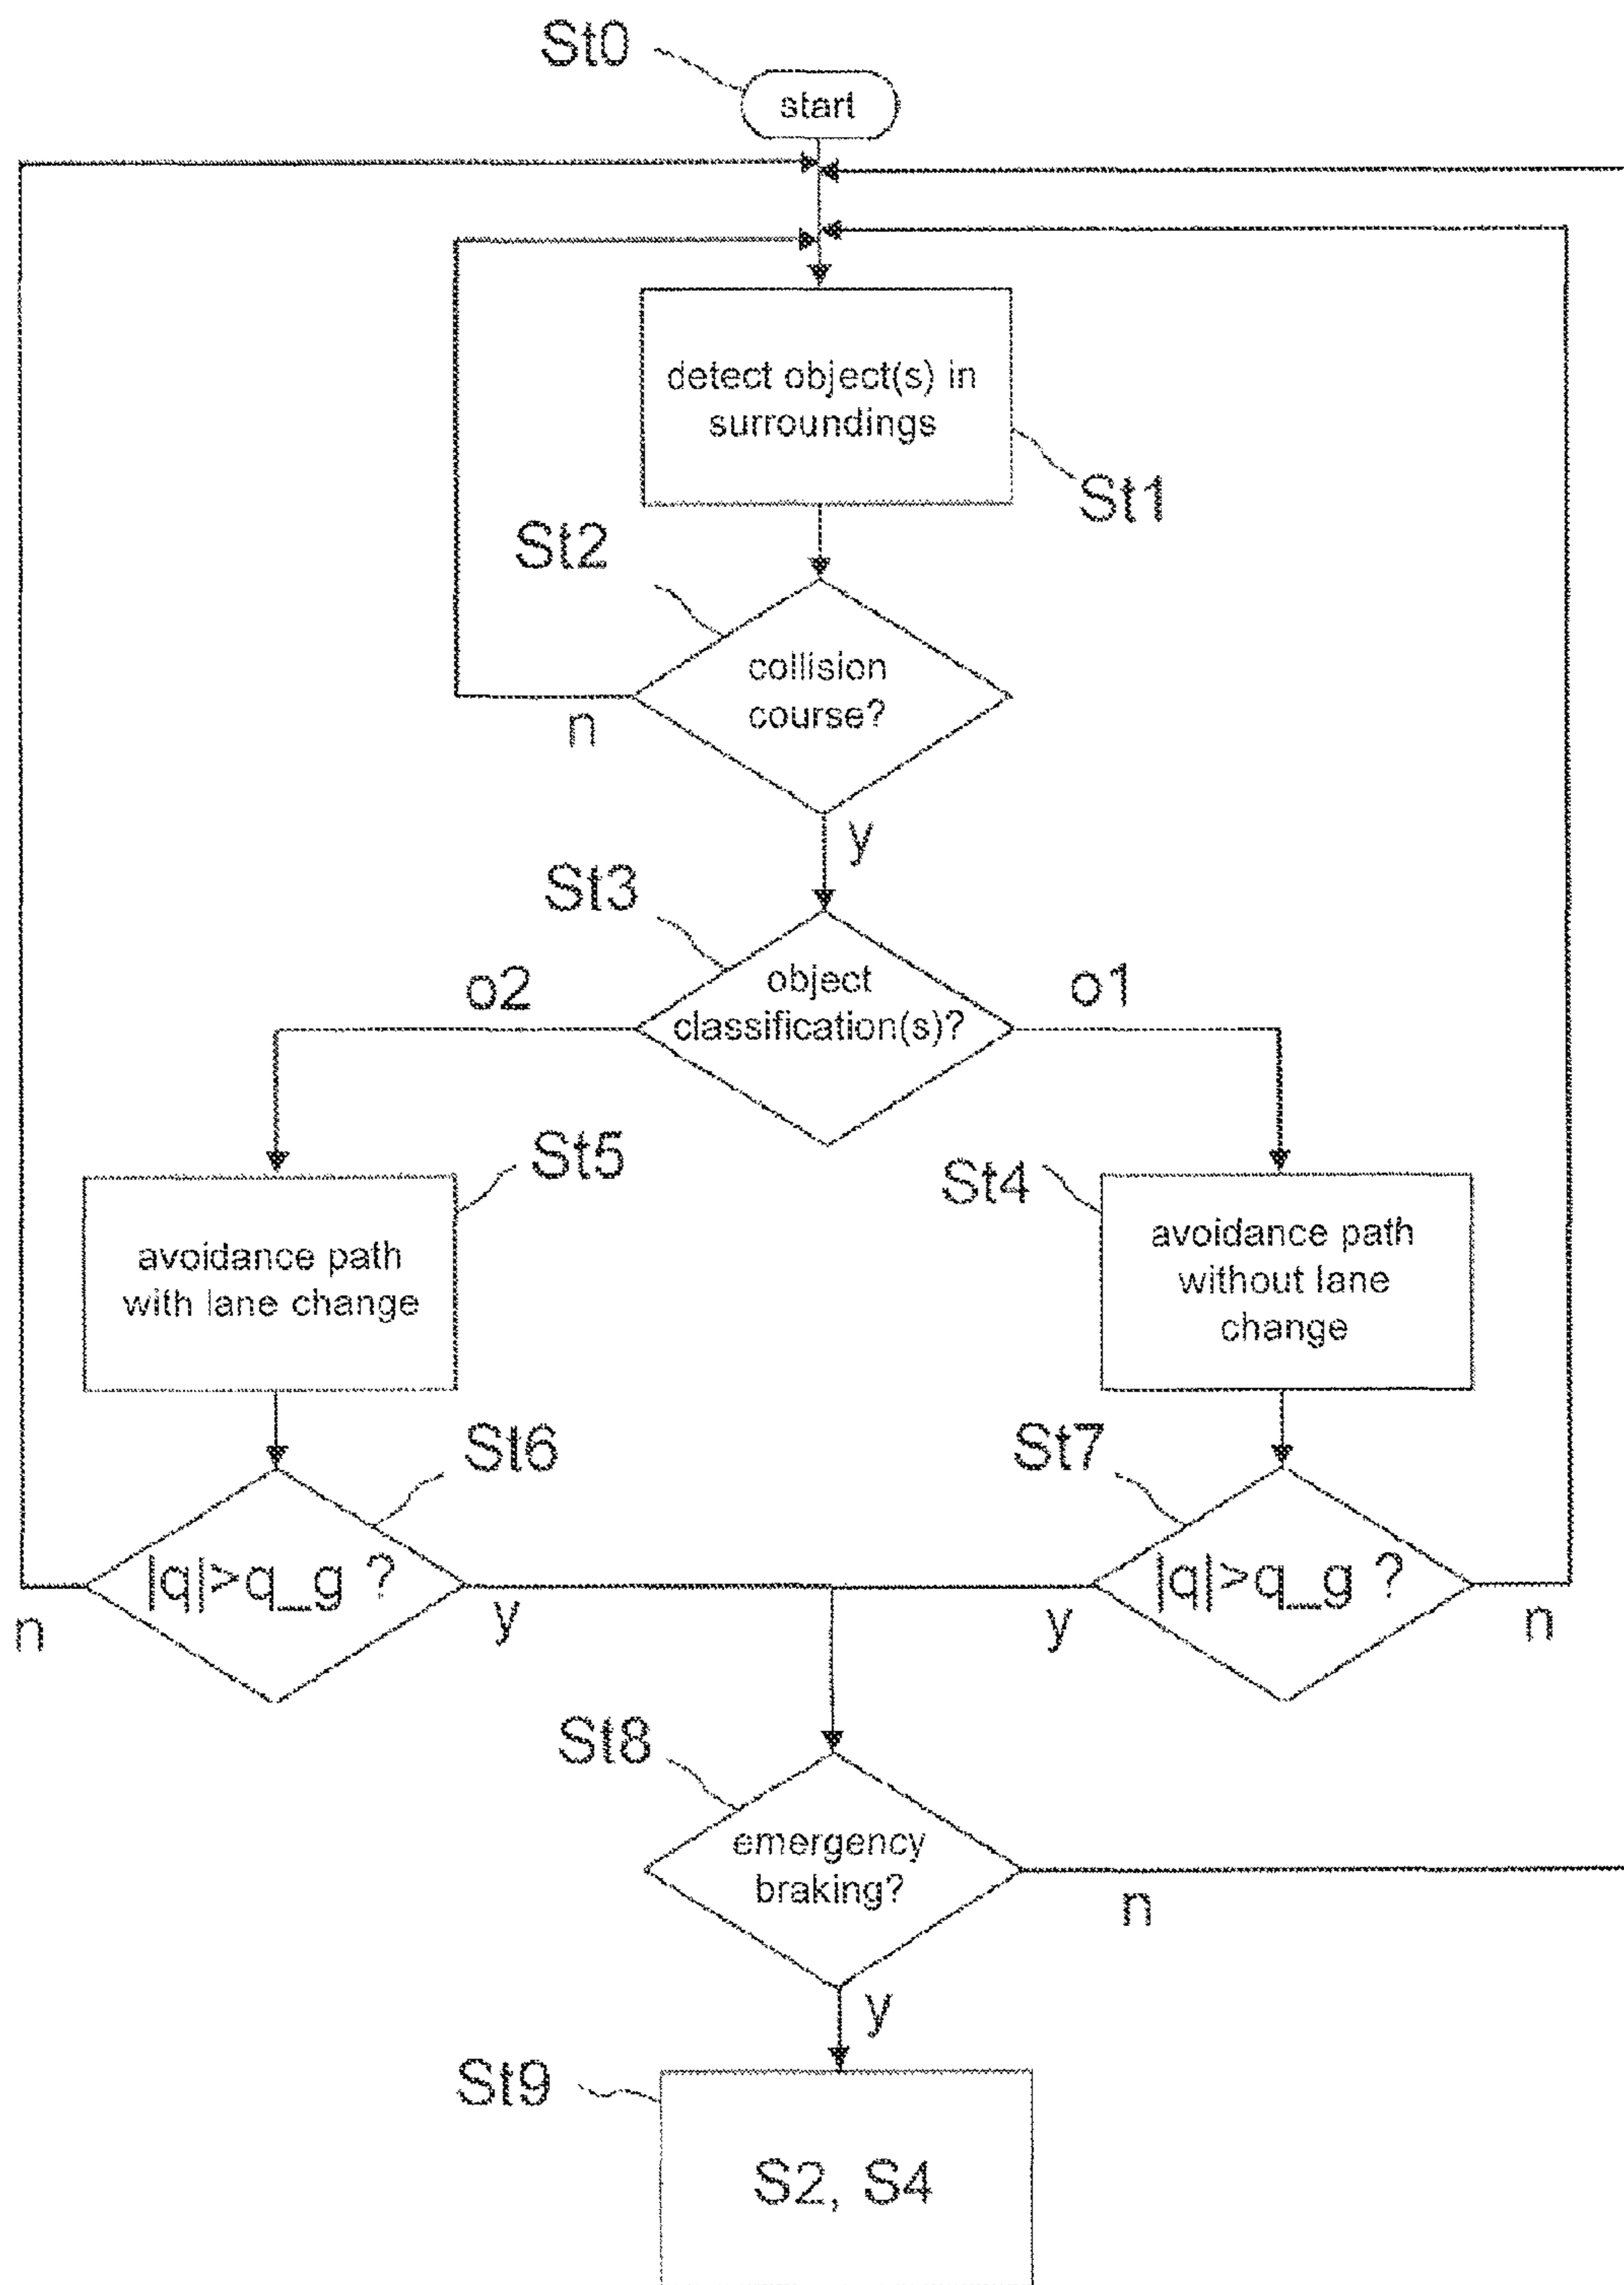 St0
start
detect object(s) in
surroundings
St1
St2
collision
course?
n
y
St3
object
classification(s)?
o2
o1
St5
avoidance path
with lane change
St4
avoidance path
without lane
change
St6
|q|>q_g ?
n
y
St7
|q|>q_g ?
y
n
St8
emergency
braking?
n
y
St9
S2, S4